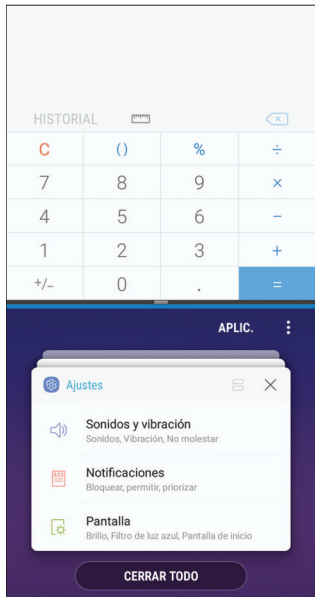 HISTORIAL
C () % ÷
7 8 9 ×
4 5 6 −
1 2 3 +
+/− 0 . =
APLIC.
Ajustes
Sonidos y vibración
Sonidos, Vibración, No molestar
Notificaciones
Bloquear, permitir, priorizar
Pantalla
Brillo, Filtro de luz azul, Pantalla de inicio
CERRAR TODO